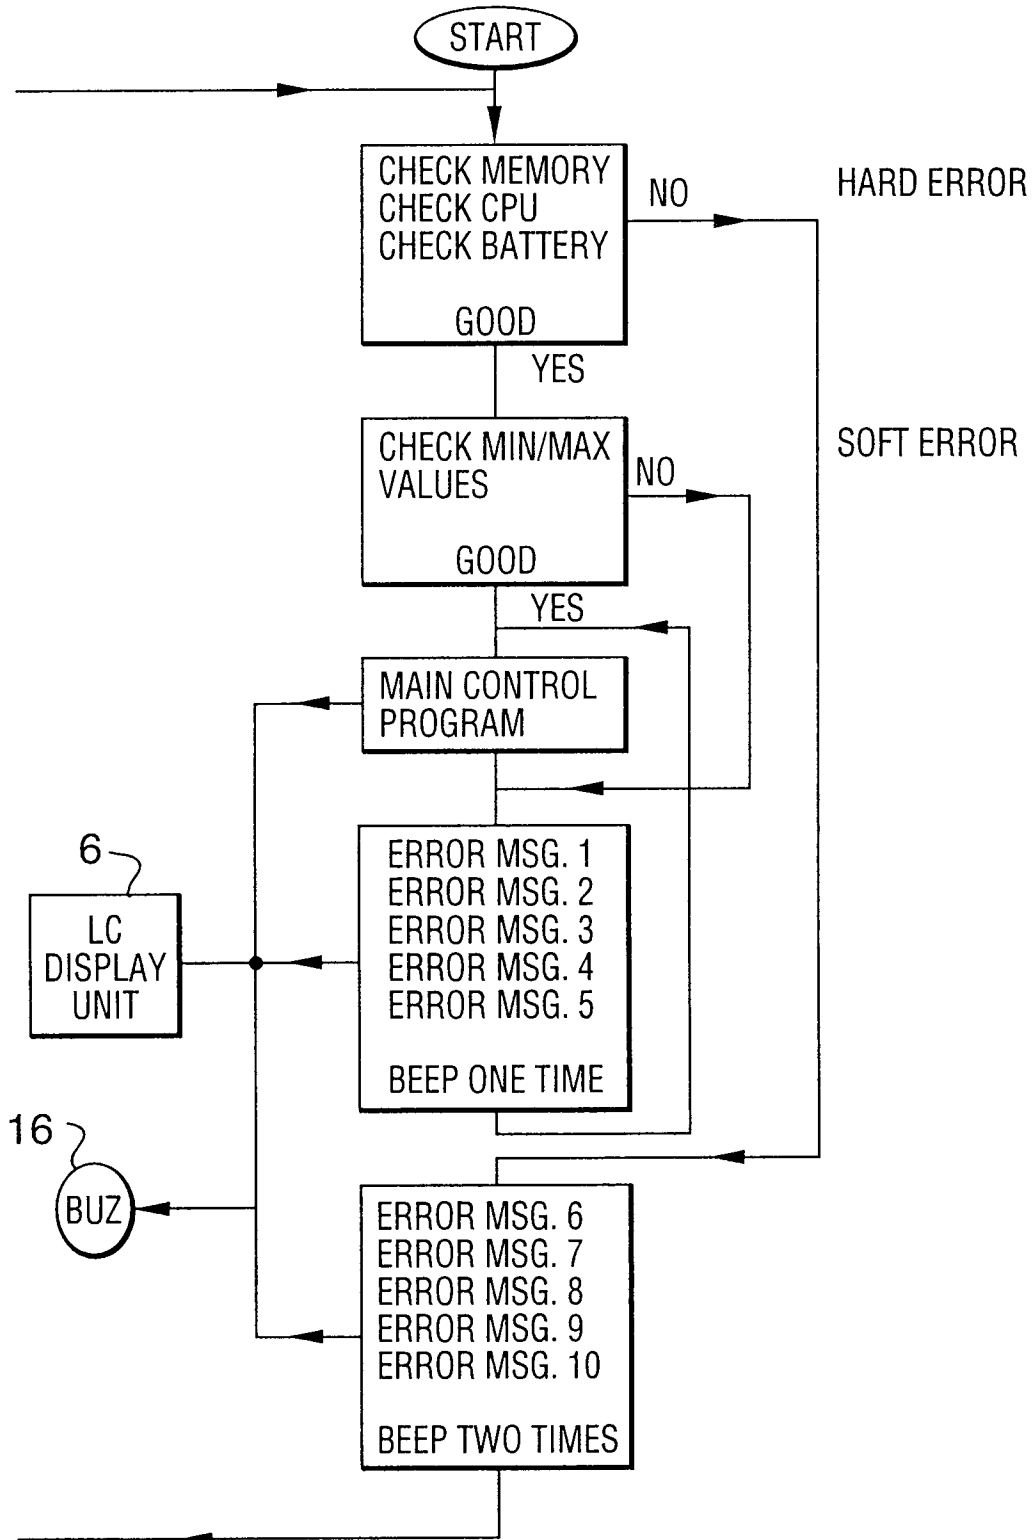 START
CHECK MEMORY
CHECK CPU
CHECK BATTERY
GOOD
NO
HARD ERROR
YES
CHECK MIN/MAX
VALUES
GOOD
NO
SOFT ERROR
YES
MAIN CONTROL
PROGRAM
6
LC
DISPLAY
UNIT
ERROR MSG. 1
ERROR MSG. 2
ERROR MSG. 3
ERROR MSG. 4
ERROR MSG. 5
BEEP ONE TIME
16
BUZ
ERROR MSG. 6
ERROR MSG. 7
ERROR MSG. 8
ERROR MSG. 9
ERROR MSG. 10
BEEP TWO TIMES